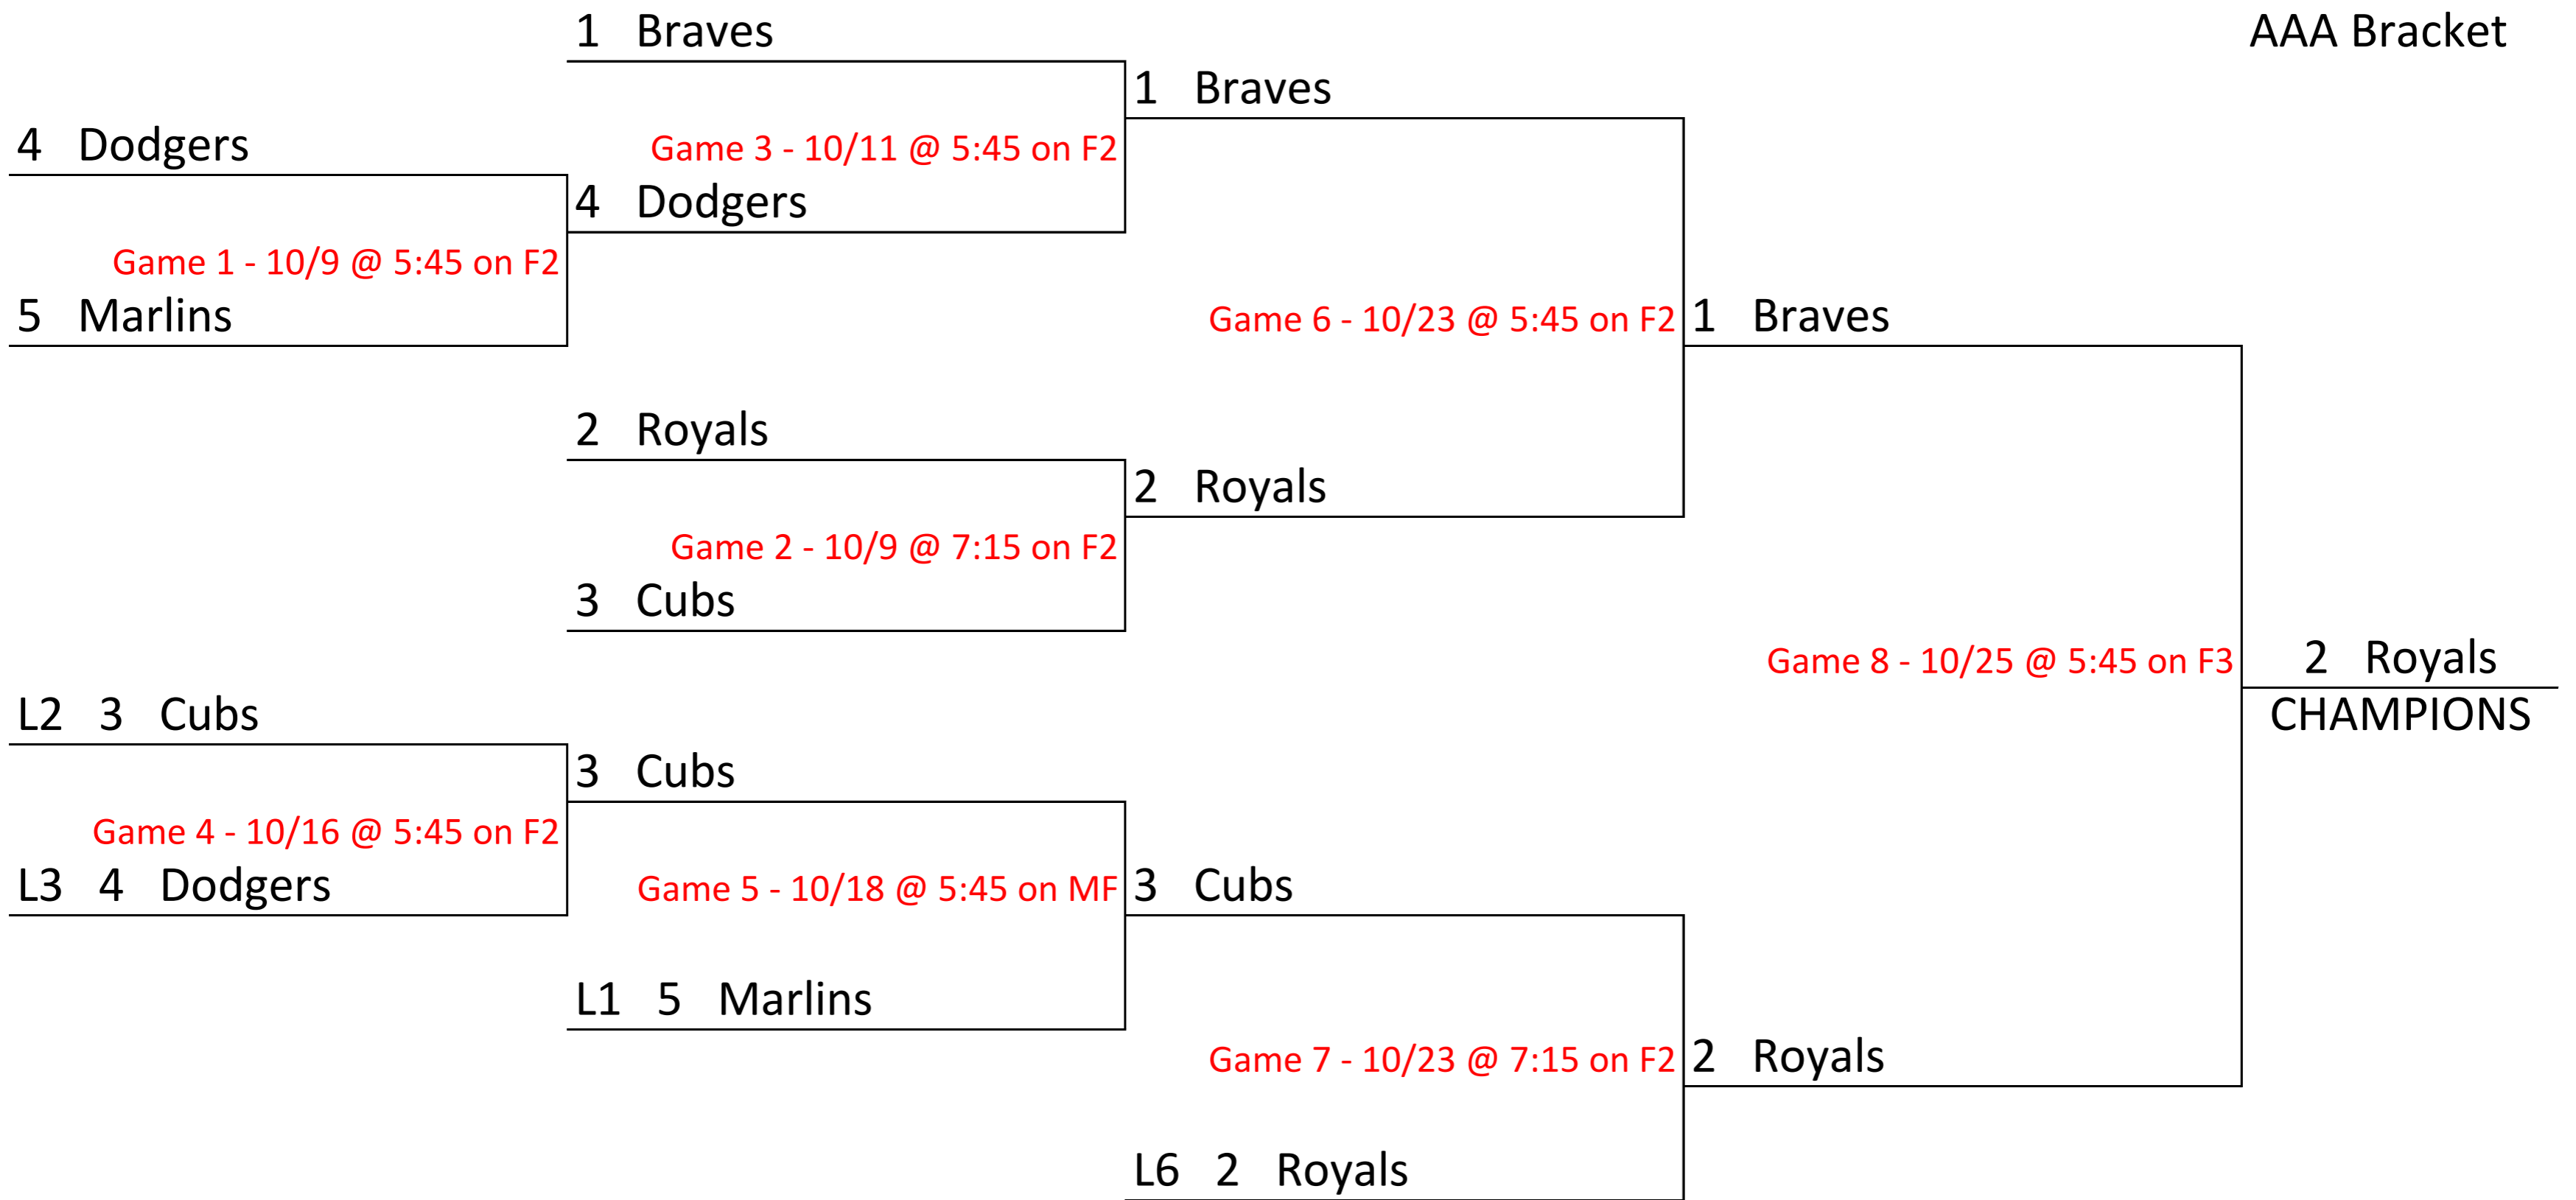 1 Braves
AAA Bracket
1 Braves
4 Dodgers
Game 3 - 10/11 @ 5:45 on F2
4 Dodgers
Game 1 - 10/9 @ 5:45 on F2
5 Marlins
Game 6 - 10/23 @ 5:45 on F2
1 Braves
2 Royals
2 Royals
Game 2 - 10/9 @ 7:15 on F2
3 Cubs
Game 8 - 10/25 @ 5:45 on F3
2 Royals
CHAMPIONS
L2 3 Cubs
3 Cubs
Game 4 - 10/16 @ 5:45 on F2
L3 4 Dodgers
Game 5 - 10/18 @ 5:45 on MF
3 Cubs
L1 5 Marlins
Game 7 - 10/23 @ 7:15 on F2
2 Royals
L6 2 Royals